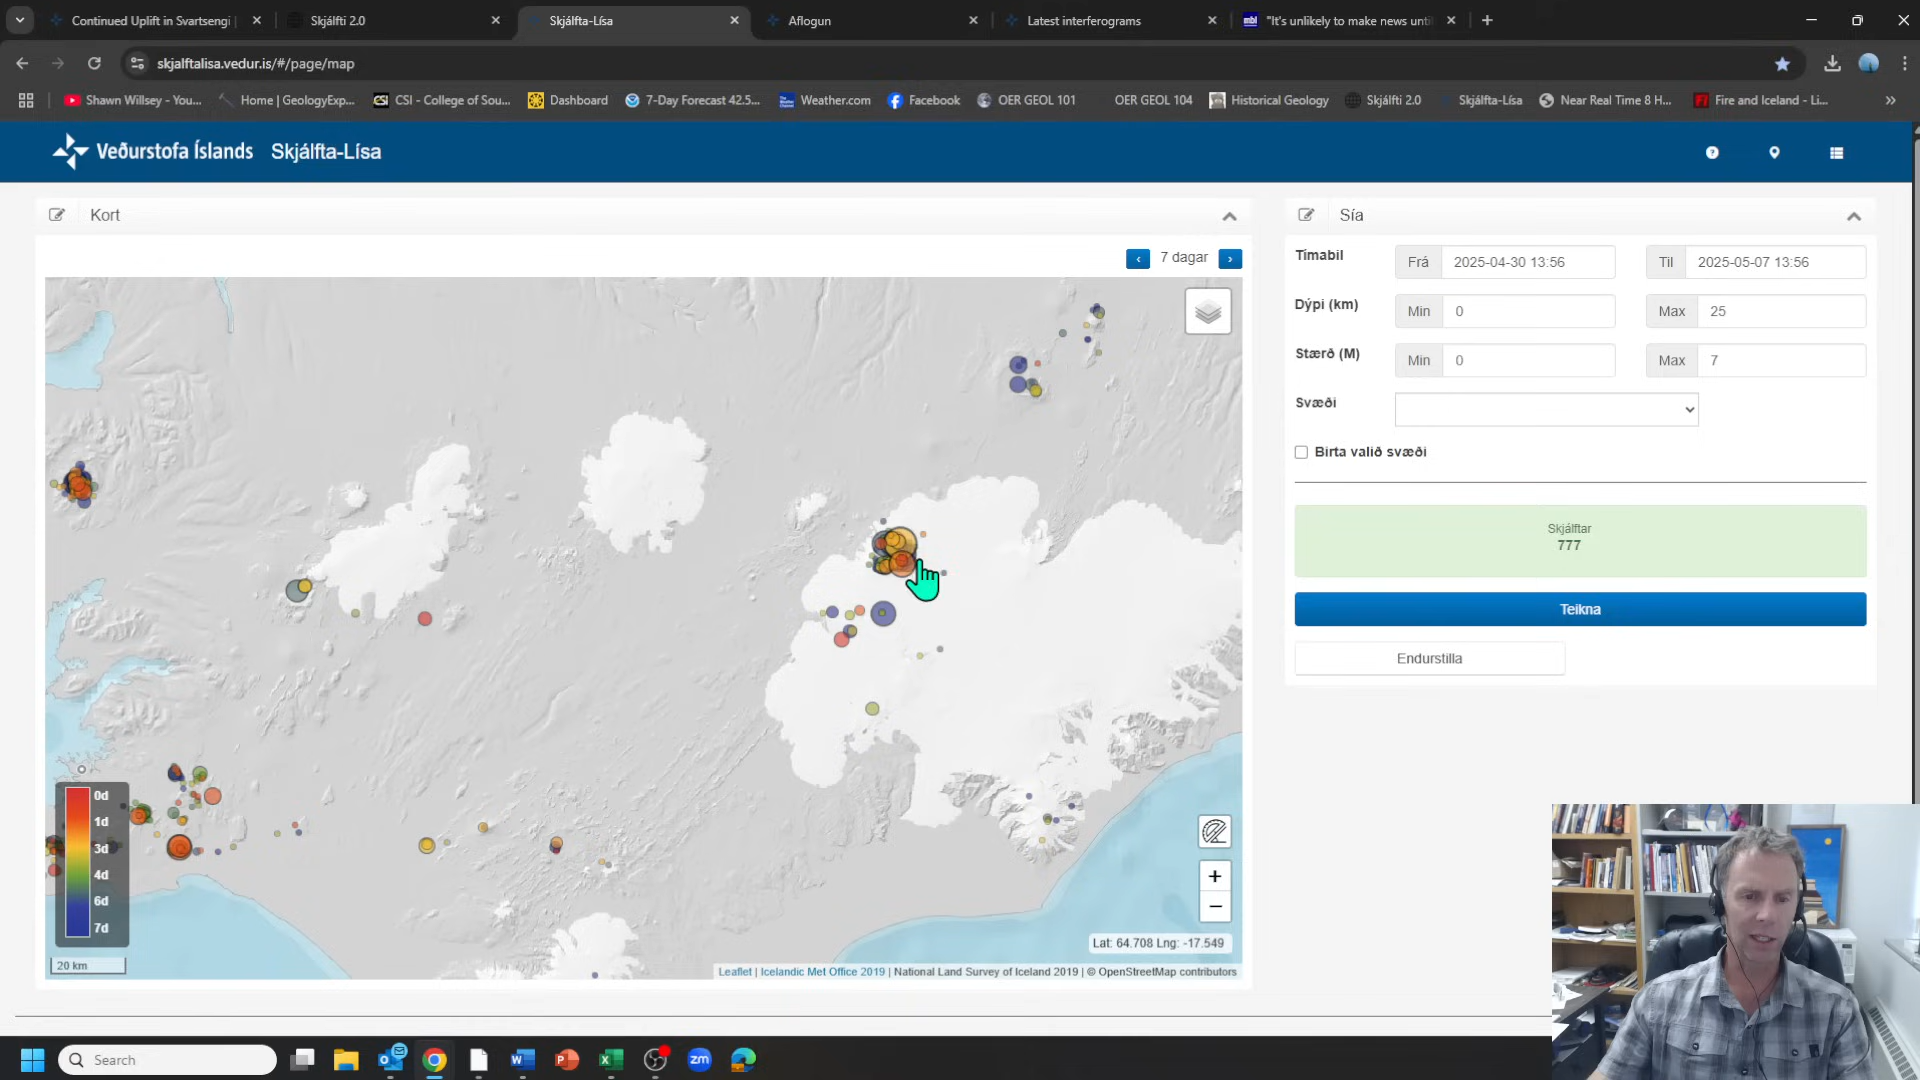 Continued Uplift in Svartsengi
Skjálfti 2.0
Skjálfta-Lísa
Aflogun
Latest interferograms
mbl "It's unlikely to make news unti
skjalftalisa.vedur.is/#/page/map
Shawn Willsey - You...
Home | GeologyExp...
CSI CSI - College of Sou...
Dashboard
7-Day Forecast 42.5...
Weather.com
Facebook
OER GEOL 101
OER GEOL 104
Historical Geology
Skjálfti 2.0
Skjálfta-Lísa
Near Real Time 8 H...
Fire and Iceland - Li...
Veðurstofa Íslands Skjálfta-Lísa
Kort
Sía
7 dagar
Tímabil Frá 2025-04-30 13:56 Til 2025-05-07 13:56
Dýpi (km) Min 0 Max 25
Stærð (M) Min 0 Max 7
Svæði
Birta valið svæði
Skjálftar
777
Teikna
Endurstilla
0d
1d
3d
4d
6d
7d
20 km
+
−
Lat: 64.708 Lng: -17.549
Leaflet | Icelandic Met Office 2019 | National Land Survey of Iceland 2019 | © OpenStreetMap contributors
Search
zm